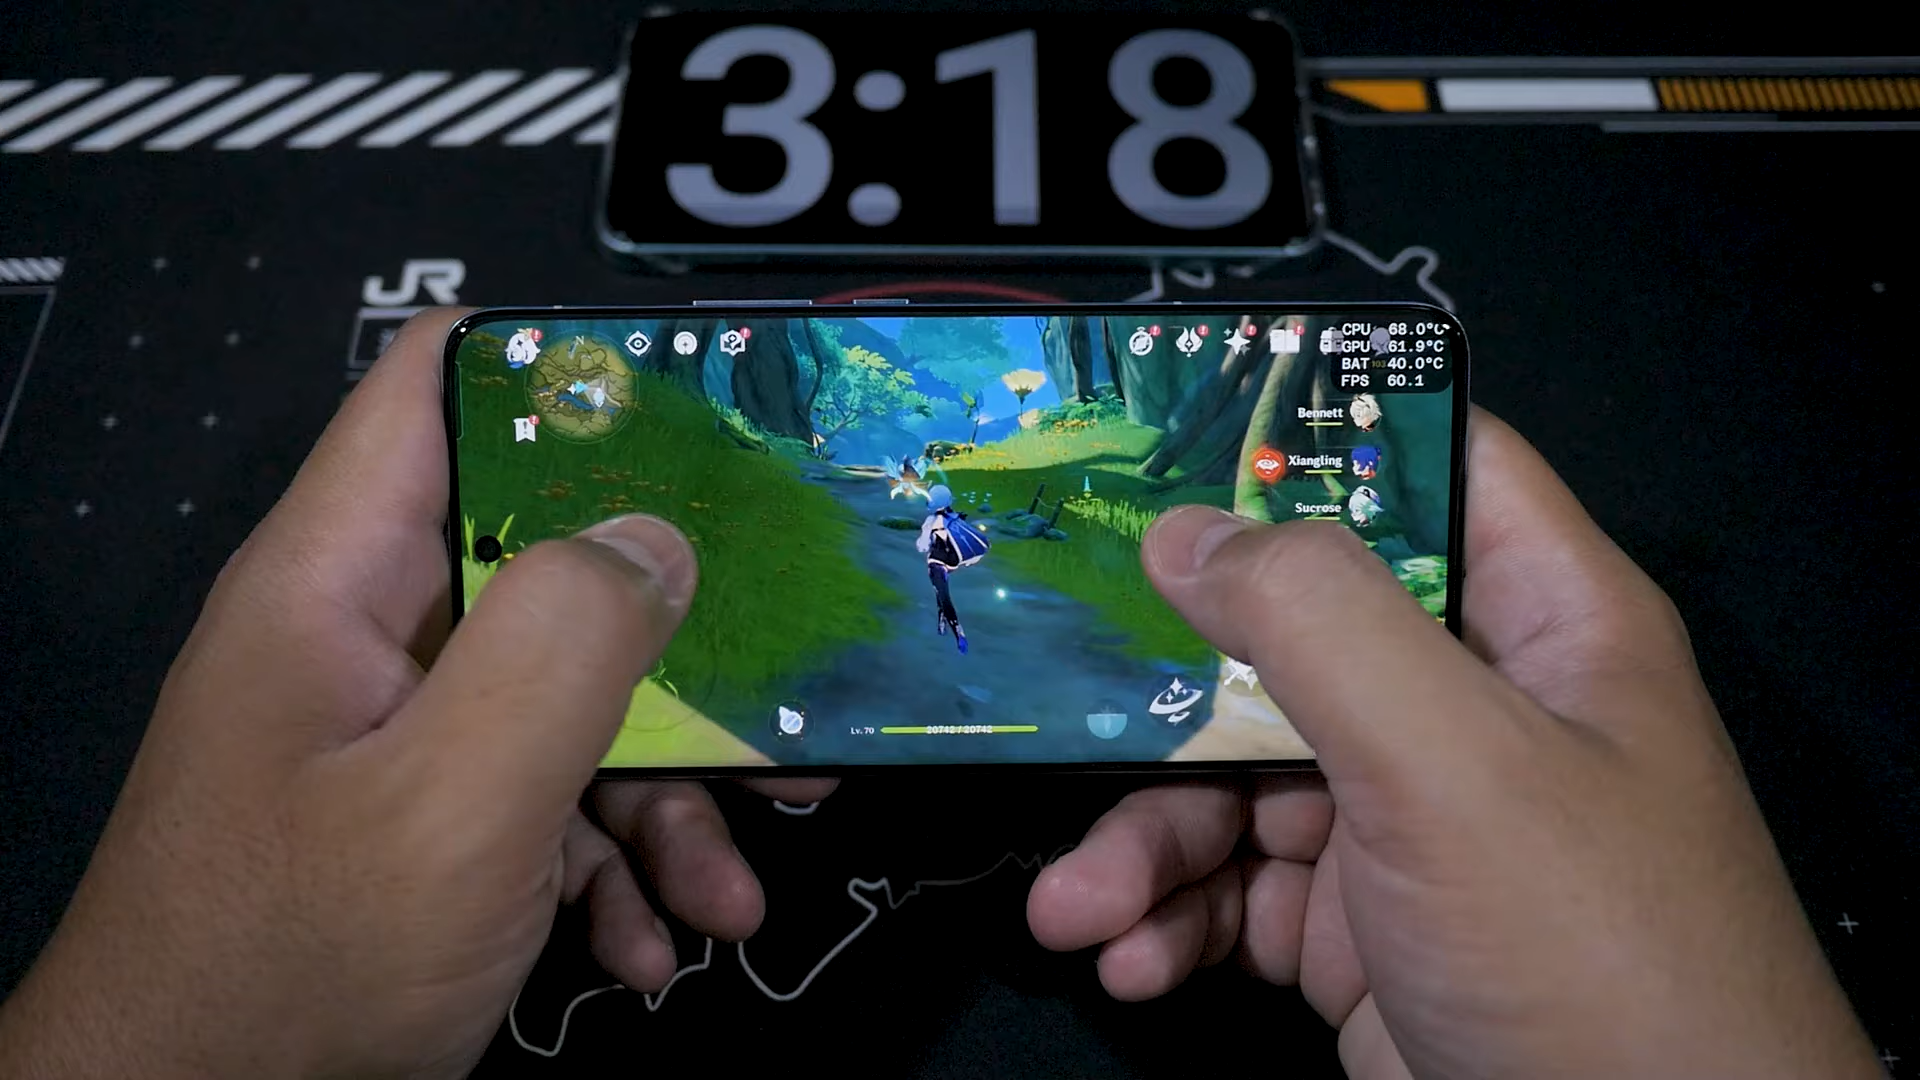 3:18
JR
N
CPU 68.0°C
GPU 61.9°C
BAT 40.0°C
FPS 60.1
Bennett
Xiangling
Sucrose
Lv. 70
20742 / 20742